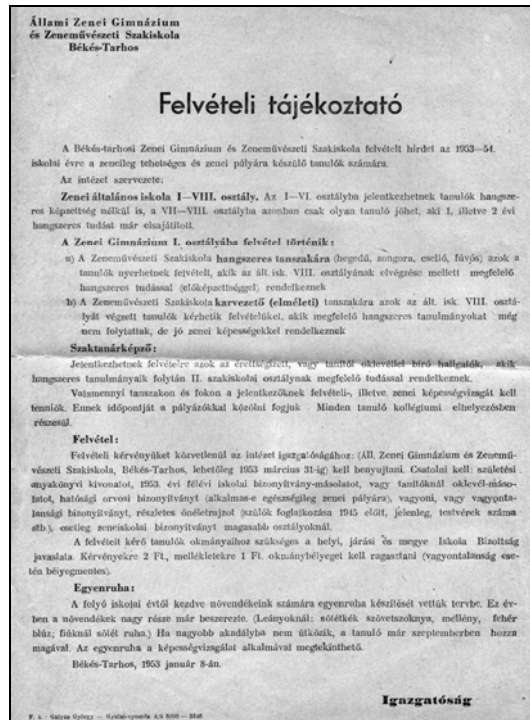 Állami Zenei Gimnázium
és Zeneművészeti Szakiskola
Békés-Tarhos
Felvételi tájékoztató
A Békés-tarhosi Zenei Gimnázium és Zeneművészeti Szakiskola felvételt hirdet az 1953—54.
iskolai évre a zeneileg tehetséges és zenei pályára készülő tanulók számára.
Az intézet szervezete:
Zenei általános iskola I—VIII. osztály. Az I—VI. osztályba jelentkezhetnek tanulók hangsze-
res képzettség nélkül is, a VII—VIII. osztályba azonban csak olyan tanuló jöhet, aki 1, illetve 2 évi
hangszeres tudást már elsajátított.
A Zenei Gimnázium I. osztályába felvétel történik:
a) A Zeneművészeti Szakiskola hangszeres tanszakára (hegedű, zongora, cselló, fúvós) azok a
tanulók nyerhetnek felvételt, akik az ált. isk. VIII. osztályának elvégzése mellett megfelelő
hangszeres tudással (előképzettséggel) rendelkeznek
b) A Zeneművészeti Szakiskola karvezető (elméleti) tanszakára azok az ált. isk. VIII. osztá-
lyát végzett tanulók kérhetik felvételüket, akik megfelelő hangszeres tanulmányokat még
nem folytattak, de jó zenei képességekkel rendelkeznek
Szaktanárképző:
Jelentkezhetnek felvételre azok az érettségizett, vagy tanítói oklevéllel bíró hallgatók, akik
hangszeres tanulmányaik folytán II. szakiskolai osztálynak megfelelő tudással rendelkeznek.
Valamennyi tanszakon és fokon a jelentkezőknek felvételi-, illetve zenei képességvizsgát kell
tenniök. Ennek időpontját a pályázókkal közölni fogjuk. Minden tanuló kollégiumi elhelyezésben
részesül.
Felvétel:
Felvételi kérvényüket közvetlenül az intézet igazgatóságához: (Áll. Zenei Gimnázium és Zenemű-
vészeti Szakiskola, Békés-Tarhos, lehetőleg 1953 március 31-ig) kell benyujtani. Csatolni kell: születési
anyakönyvi kivonatot, 1953. évi félévi iskolai bizonyítvány-másolatot, vagy tanítóknál oklevél-máso-
latot, hatósági orvosi bizonyítványt (alkalmas-e egészségileg zenei pályára), vagyoni, vagy vagyonta-
lansági bizonyítványt, részletes önéletrajzot (szülők foglalkozása 1945 előtt, jelenleg, testvérek száma
stb.), esetleg zeneiskolai bizonyítványt magasabb osztályoknál.
A felvételt kérő tanulók okmányaihoz szükséges a helyi, járási és megye Iskola Bizottság
javaslata. Kérvényekre 2 Ft., mellékletekre 1 Ft. okmánybélyeget kell ragasztani (vagyontalanság ese-
tén bélyegmentes).
Egyenruha:
A folyó iskolai évtől kezdve növendékeink számára egyenruha készítését vettük tervbe. Ez év-
ben a növendékek nagy része már beszerezte. (Leányoknál: sötétkék szövetaszoknya, mellény, fehér
blúz; fiúknál sötét ruha.) Ha nagyobb akadályba nem ütközik, a tanuló már szeptemberben hozza
magával. Az egyenruha a képességvizsgálat alkalmával megtekinthető.
Békés-Tarhos, 1953 január 8-án.
Igazgatóság
F. k.: Gulyás György — Gyulai-nyomda